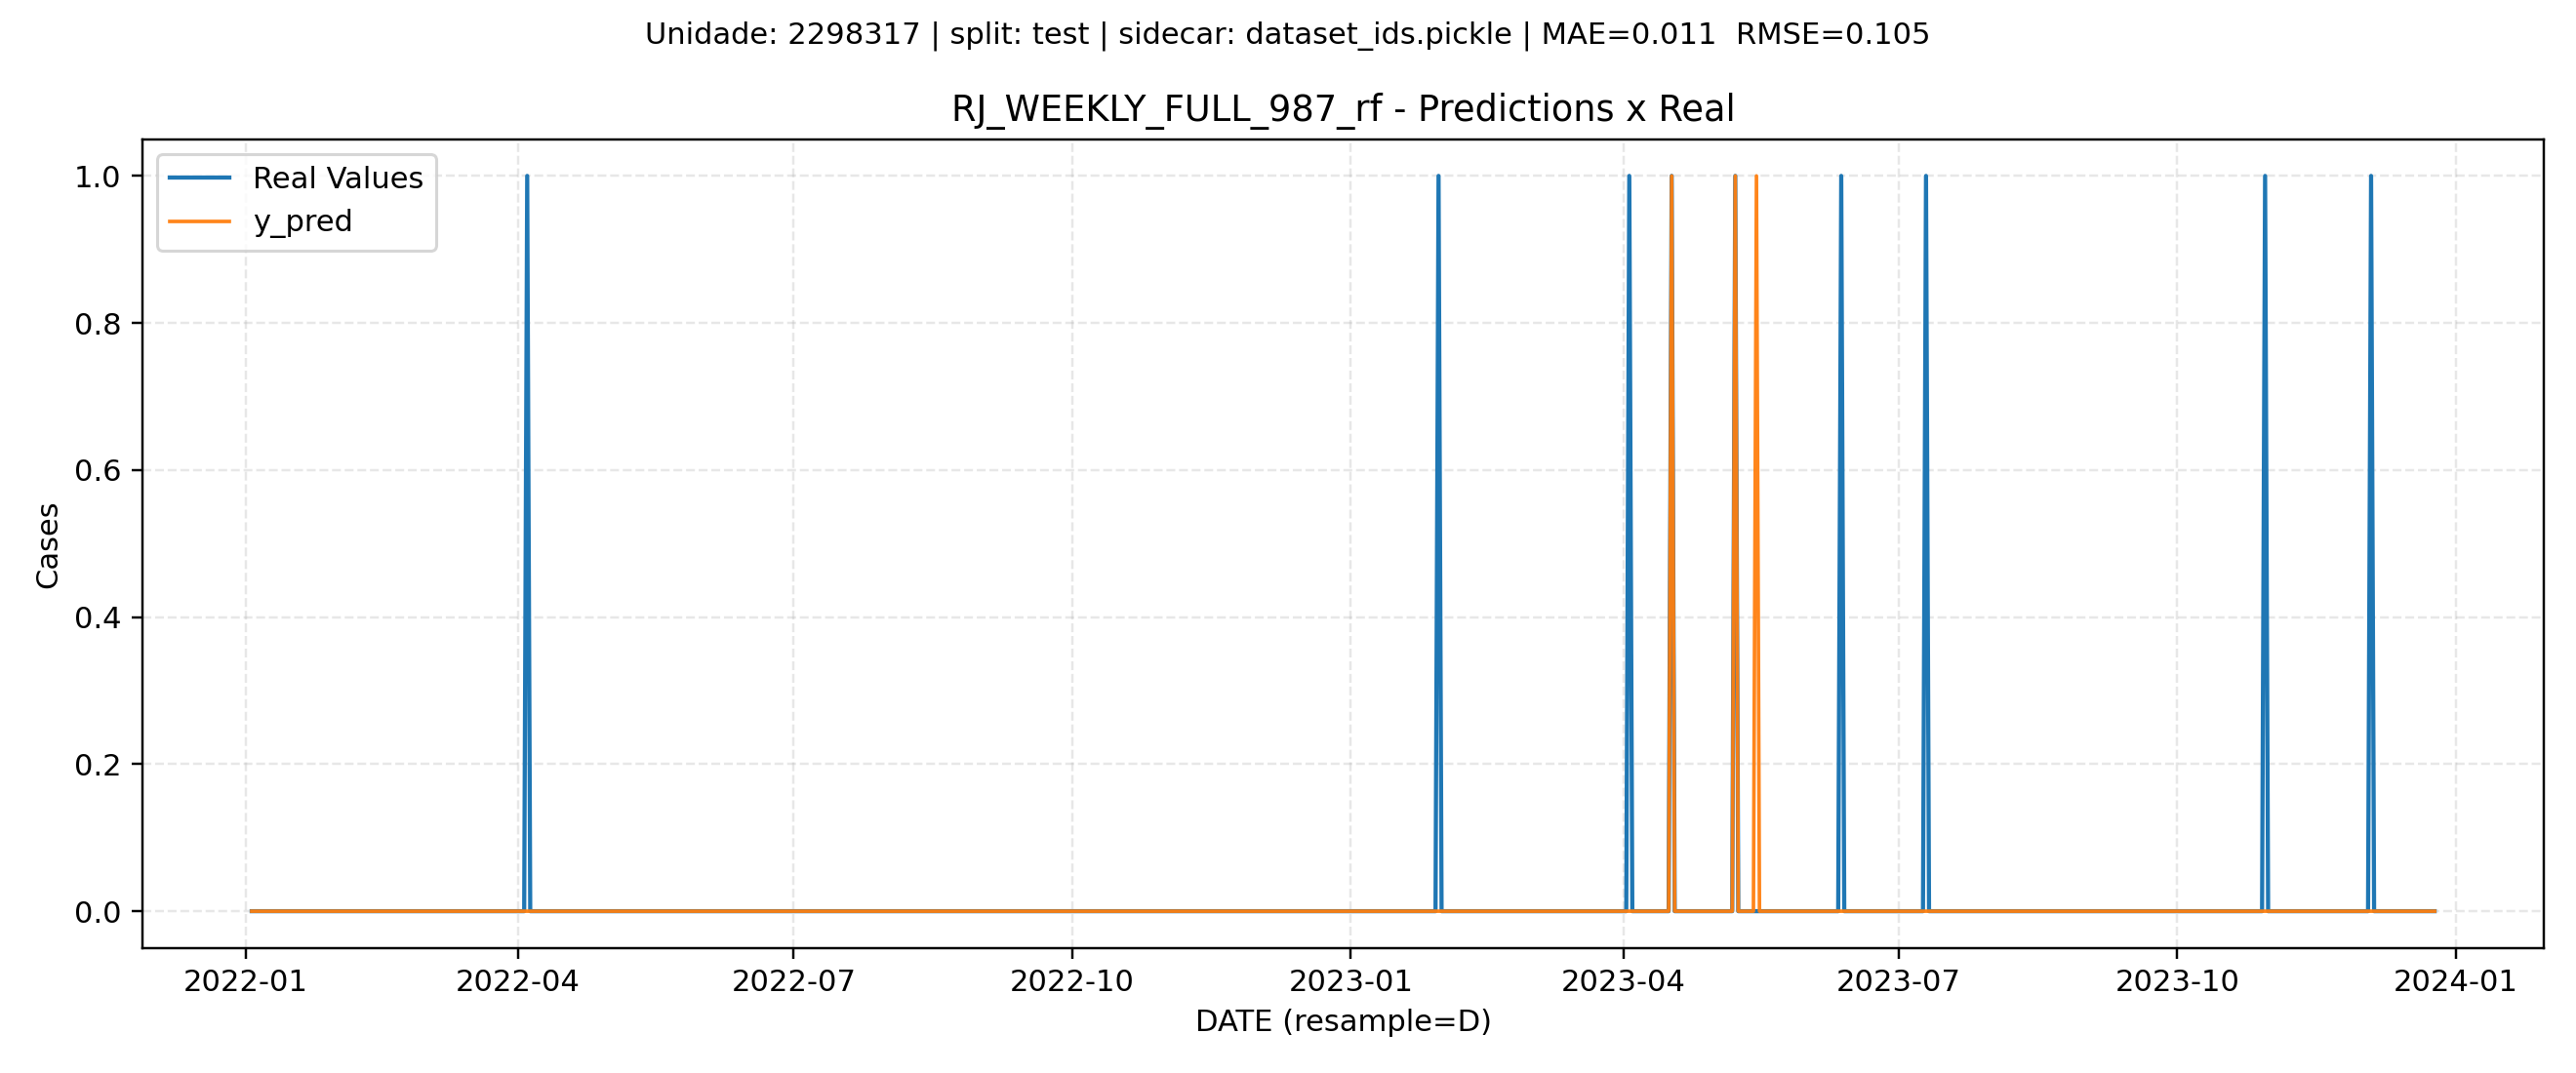 Unidade: 2298317 | split: test | sidecar: dataset_ids.pickle | MAE=0.011  RMSE=0.105
RJ_WEEKLY_FULL_987_rf - Predictions x Real
Real Values
y_pred
1.0
0.8
0.6
0.4
0.2
0.0
Cases
2022-01
2022-04
2022-07
2022-10
2023-01
2023-04
2023-07
2023-10
2024-01
DATE (resample=D)